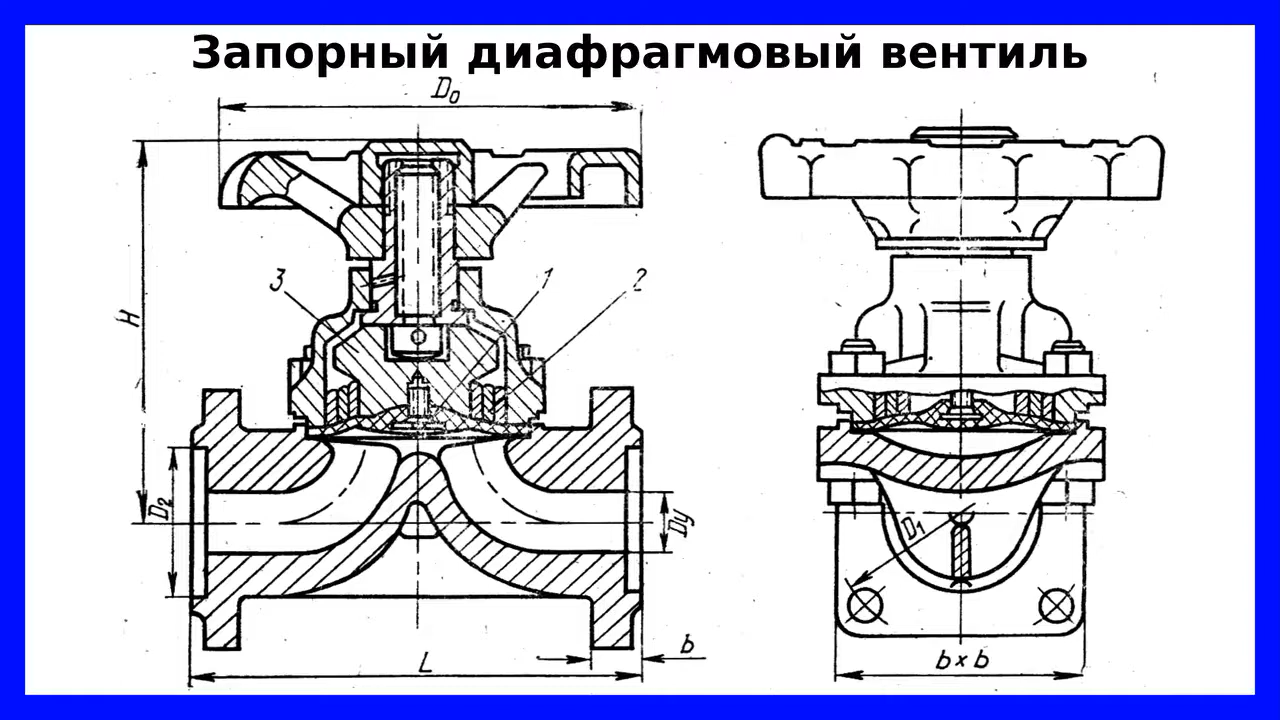 Запорный диафрагмовый вентиль
D₀
3
1
2
H
D₂
Dу
D₁
b
L
b×b